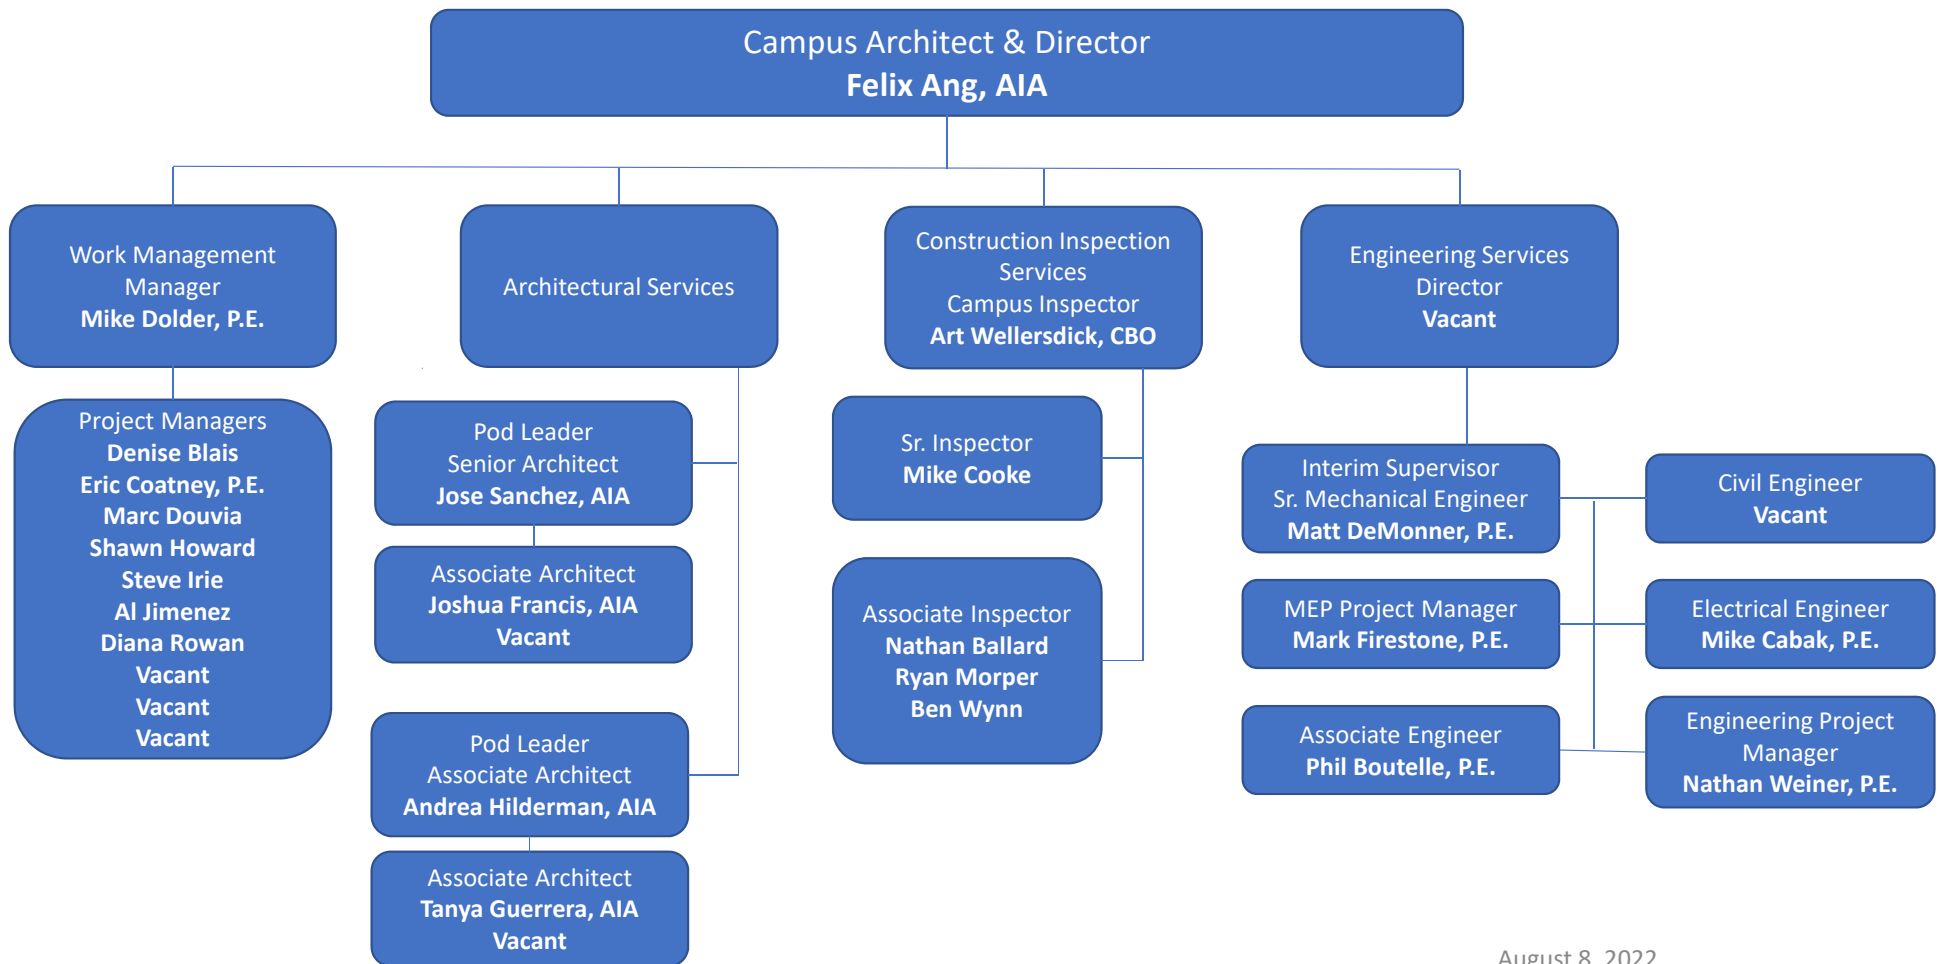 Campus Architect & Director
Felix Ang, AIA
Work Management
Manager
Mike Dolder, P.E.
Architectural Services
Construction Inspection
Services
Campus Inspector
Art Wellersdick, CBO
Engineering Services
Director
Vacant
Project Managers
Denise Blais
Eric Coatney, P.E.
Marc Douvia
Shawn Howard
Steve Irie
Al Jimenez
Diana Rowan
Vacant
Vacant
Vacant
Pod Leader
Senior Architect
Jose Sanchez, AIA
Associate Architect
Joshua Francis, AIA
Vacant
Pod Leader
Associate Architect
Andrea Hilderman, AIA
Associate Architect
Tanya Guerrera, AIA
Vacant
Sr. Inspector
Mike Cooke
Associate Inspector
Nathan Ballard
Ryan Morper
Ben Wynn
Interim Supervisor
Sr. Mechanical Engineer
Matt DeMonner, P.E.
Civil Engineer
Vacant
MEP Project Manager
Mark Firestone, P.E.
Electrical Engineer
Mike Cabak, P.E.
Associate Engineer
Phil Boutelle, P.E.
Engineering Project
Manager
Nathan Weiner, P.E.
August 8, 2022